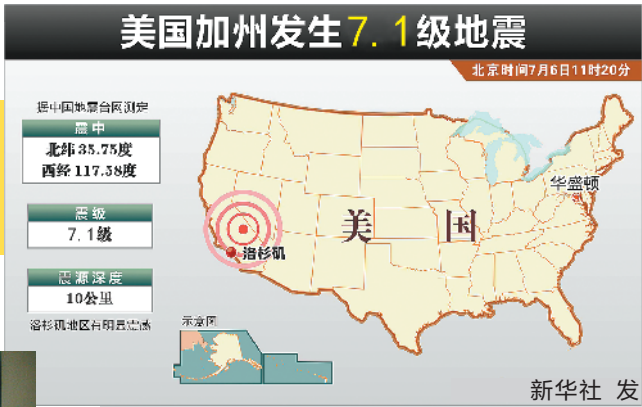 美国加州发生7.1级地震
北京时间7月6日11时20分
据中国地震台网测定
震中
北纬35.75度
西经117.58度
震级
7.1级
震源深度
10公里
洛杉矶地区有明显震感
华盛顿
美国
洛杉矶
示意图
新华社 发